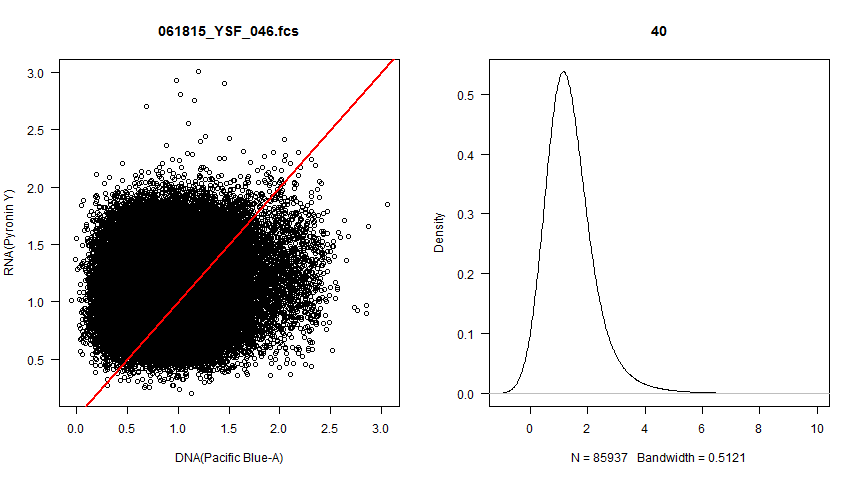 061815_YSF_046.fcs
RNA(Pyronin Y)
3.0
2.5
2.0
1.5
1.0
0.5
0.0 0.5 1.0 1.5 2.0 2.5 3.0
DNA(Pacific Blue-A)
40
Density
0.5
0.4
0.3
0.2
0.1
0.0
0 2 4 6 8 10
N = 85937 Bandwidth = 0.5121